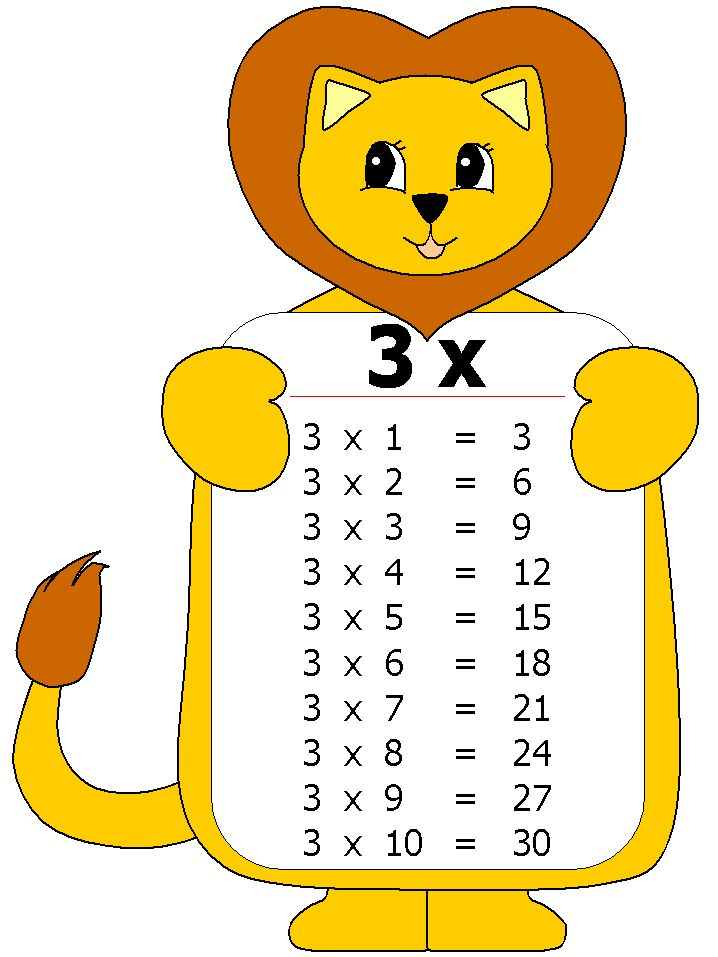 3 x
3 x 1 = 3
3 x 2 = 6
3 x 3 = 9
3 x 4 = 12
3 x 5 = 15
3 x 6 = 18
3 x 7 = 21
3 x 8 = 24
3 x 9 = 27
3 x 10 = 30